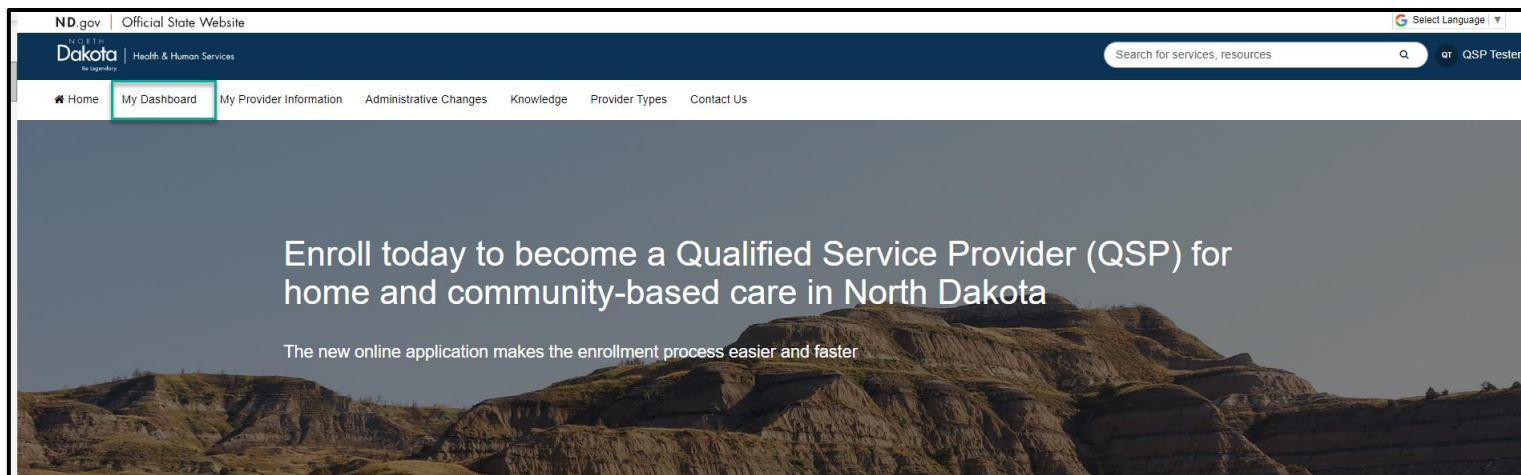 ND.gov | Official State Website
Select Language ▼
NORTH
Dakota | Health & Human Services
Be Legendary
Search for services, resources
QT QSP Tester
Home My Dashboard My Provider Information Administrative Changes Knowledge Provider Types Contact Us
Enroll today to become a Qualified Service Provider (QSP) for
home and community-based care in North Dakota
The new online application makes the enrollment process easier and faster